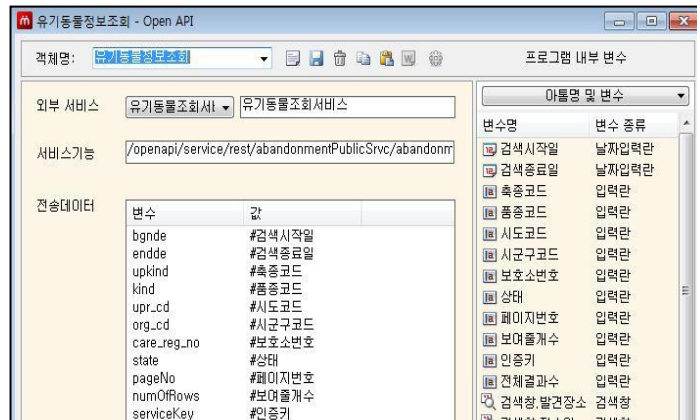 유기동물정보조회 - Open API
객체명: 유기동물정보조회
프로그램 내부 변수
외부 서비스 유기동물조회서비 유기동물조회서비스
서비스기능 /openapi/service/rest/abandonmentPublicSrvc/abandonm
전송데이터
변수 값
bgnde #검색시작일
endde #검색종료일
upkind #축종코드
kind #품종코드
upr_cd #시도코드
org_cd #시군구코드
care_reg_no #보호소번호
state #상태
pageNo #페이지번호
numOfRows #보여줄개수
serviceKey #인증키
아톰명 및 변수
변수명 변수 종류
검색시작일 날짜입력란
검색종료일 날짜입력란
축종코드 입력란
품종코드 입력란
시도코드 입력란
시군구코드 입력란
보호소번호 입력란
상태 입력란
페이지번호 입력란
보여줄개수 입력란
인증키 입력란
전체결과수 입력란
검색창.발견장소 검색창